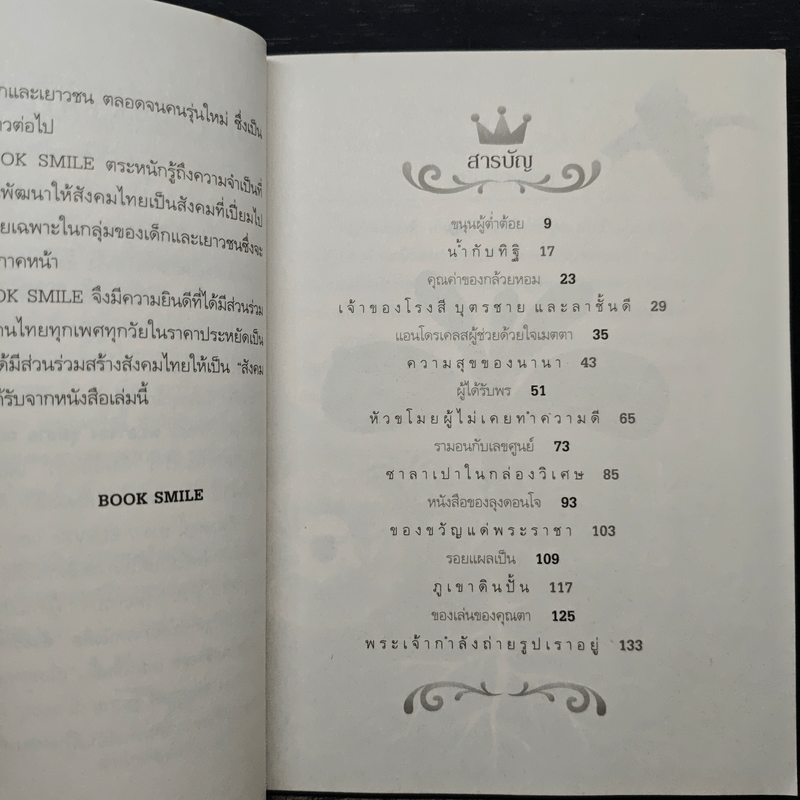 กและเยาวชน ตลอดจนคนรุ่นใหม่ ซึ่งเป็น
าวต่อไป
OOK SMILE ตระหนักรู้ถึงความจำเป็นที่
พัฒนาให้สังคมไทยเป็นสังคมที่เปี่ยมไป
ยเฉพาะในกลุ่มของเด็กและเยาวชนซึ่งจะ
ภาคหน้า
OOK SMILE จึงมีความยินดีที่ได้มีส่วนร่วม
านไทยทุกเพศทุกวัยในราคาประหยัดเป็น
ด้มีส่วนร่วมสร้างสังคมไทยให้เป็น "สังคม
ด้รับจากหนังสือเล่มนี้
BOOK SMILE
สารบัญ
ขนุนผู้ต่ำต้อย 9
น้ำกับทิฐิ 17
คุณค่าของกล้วยหอม 23
เจ้าของโรงสี บุตรชาย และลาชั้นดี 29
แอนโดรเคลสผู้ช่วยด้วยใจเมตตา 35
ความสุขของนานา 43
ผู้ได้รับพร 51
หัวขโมยผู้ไม่เคยทำความดี 65
รามอนกับเลขศูนย์ 73
ซาลาเปาในกล่องวิเศษ 85
หนังสือของลุงดอนโจ 93
ของขวัญแด่พระราชา 103
รอยแผลเป็น 109
ภูเขาดินปั้น 117
ของเล่นของคุณตา 125
พระเจ้ากำลังถ่ายรูปเราอยู่ 133